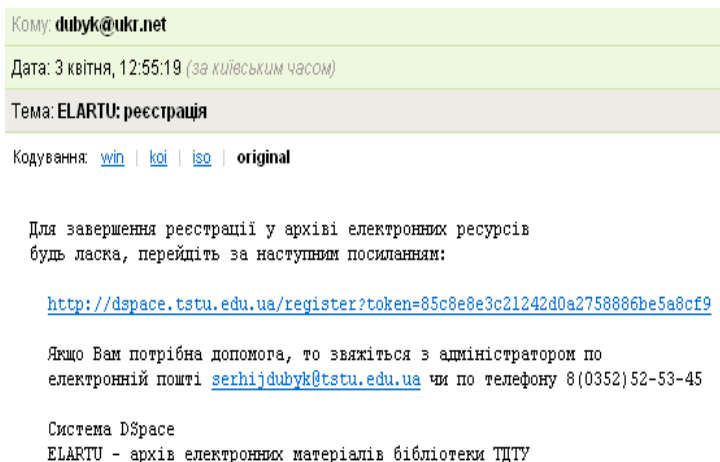 Кому: dubyk@ukr.net
Дата: 3 квітня, 12:55:19 (за київським часом)
Тема: ELARTU: реєстрація
Кодування: win | koi | iso | original
Для завершення реєстрації у архіві електронних ресурсів
будь ласка, перейдіть за наступним посиланням:
http://dspace.tstu.edu.ua/register?token=85c8e8e3c21242d0a2758886be5a8cf9
Якщо Вам потрібна допомога, то звяжіться з адміністратором по
електронній пошті serhijdubyk@tstu.edu.ua чи по телефону 8(0352)52-53-45
Система DSpace
ELARTU - архів електронних матеріалів бібліотеки ТДТУ